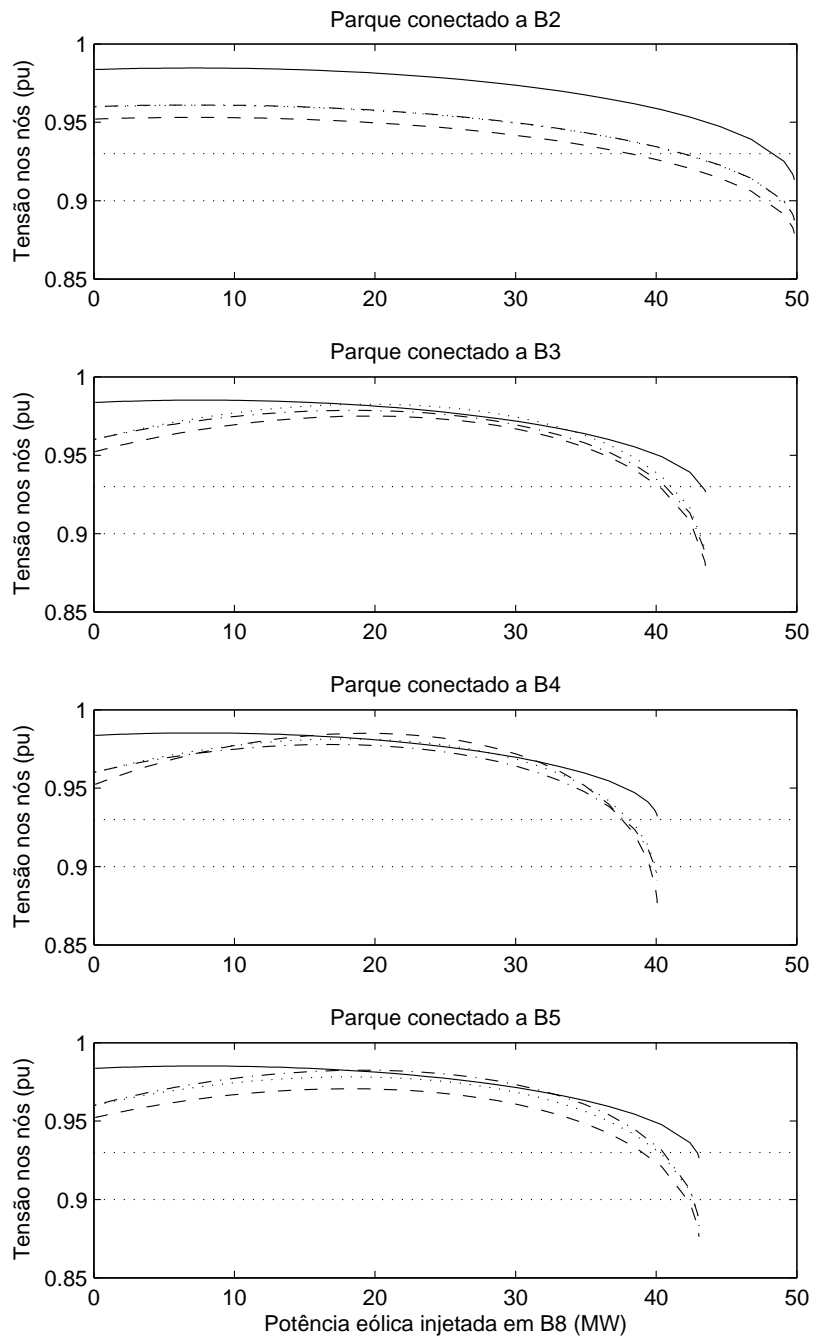 Parque conectado a B2
1
0.95
0.9
0.85
Tensão nos nós (pu)
0 10 20 30 40 50
Parque conectado a B3
1
0.95
0.9
0.85
Tensão nos nós (pu)
0 10 20 30 40 50
Parque conectado a B4
1
0.95
0.9
0.85
Tensão nos nós (pu)
0 10 20 30 40 50
Parque conectado a B5
1
0.95
0.9
0.85
Tensão nos nós (pu)
0 10 20 30 40 50
Potência eólica injetada em B8 (MW)